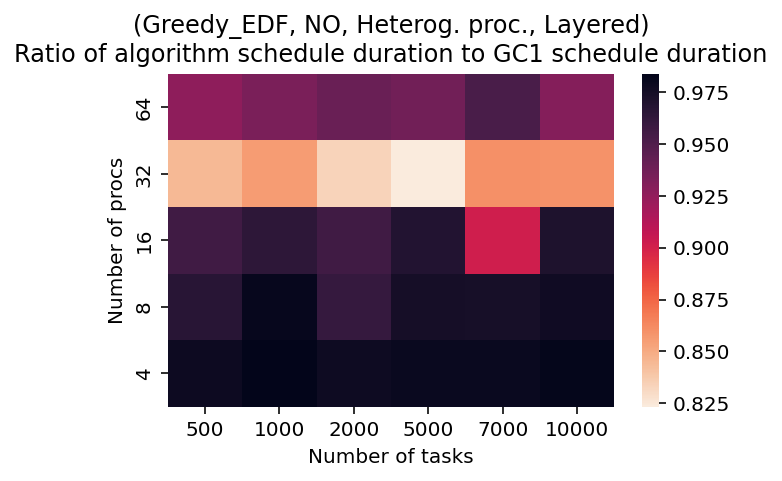 (Greedy_EDF, NO, Heterog. proc., Layered)
Ratio of algorithm schedule duration to GC1 schedule duration
Number of procs
64
32
16
8
4
500 1000 2000 5000 7000 10000
Number of tasks
0.975
0.950
0.925
0.900
0.875
0.850
0.825